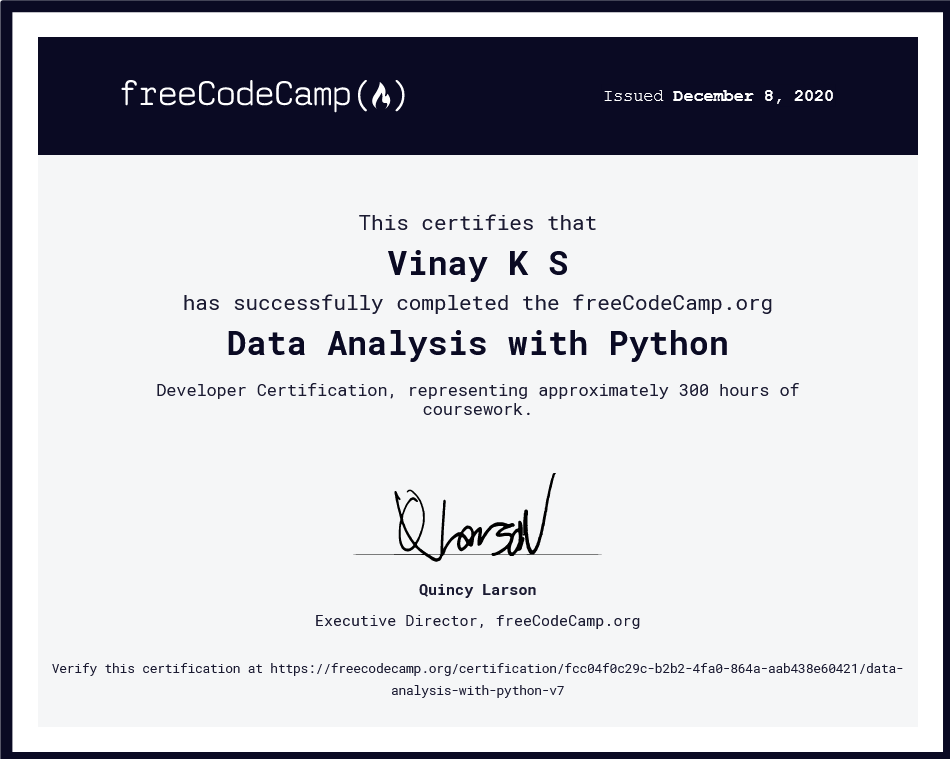 freeCodeCamp(🔥)
Issued December 8, 2020
This certifies that
Vinay K S
has successfully completed the freeCodeCamp.org
Data Analysis with Python
Developer Certification, representing approximately 300 hours of
coursework.
QLarson
Quincy Larson
Executive Director, freeCodeCamp.org
Verify this certification at https://freecodecamp.org/certification/fcc04f0c29c-b2b2-4fa0-864a-aab438e60421/data-
analysis-with-python-v7